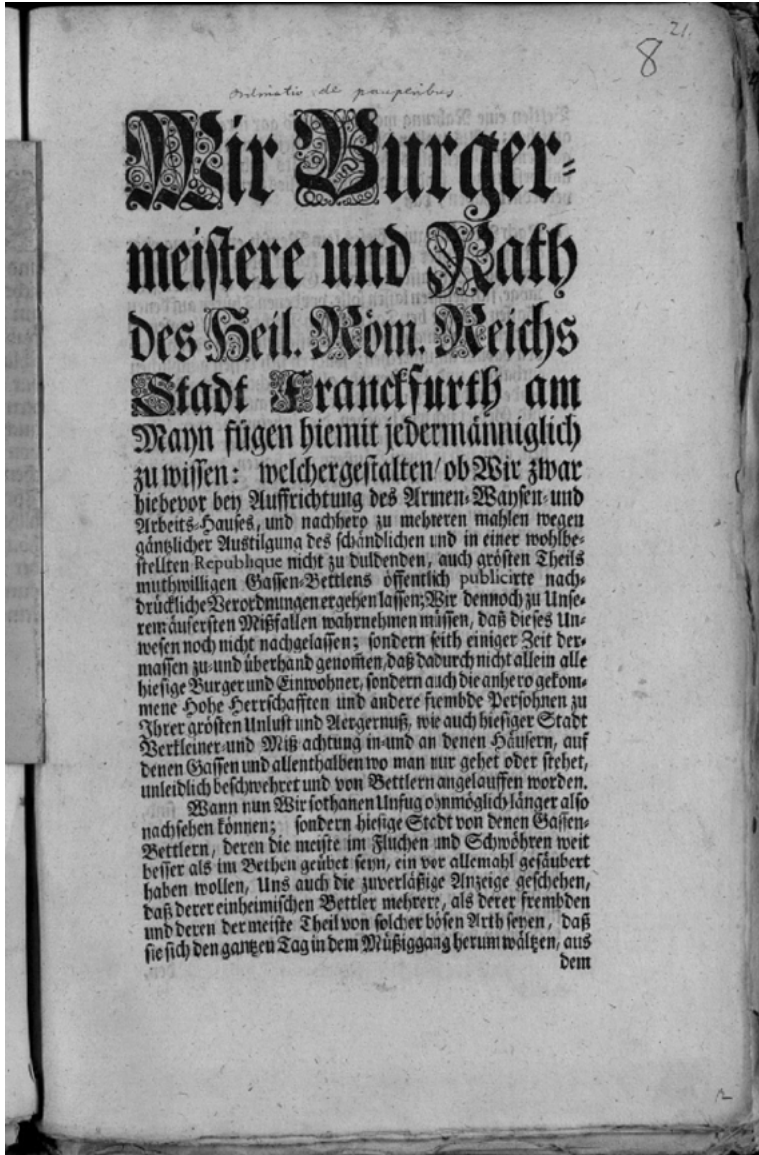 21.
8
ordinatio de pauperibus
Wir Burger-
meistere und Rath
des Heil. Röm. Reichs
Stadt Franckfurth am
Mayn fügen hiemit jedermänniglich
zu wissen: welchergestalten/ ob Wir zwar
hiebevor bey Auffrichtung des Armen-Waysen- und
Arbeits-Hauses, und nachhero zu mehreren mahlen wegen
gäntzlicher Austilgung des schändlichen und in einer wohlbe-
stellten Republique nicht zu duldenden, auch grösten Theils
muthwilligen Gassen-Bettlens öffentlich publicirte nach-
drückliche Verordnungen ergehen lassen; Wir dennoch zu Unse-
rem äusersten Mißfallen wahrnehmen müssen, daß dieses Un-
wesen noch nicht nachgelassen; sondern seith einiger Zeit der-
massen zu- und überhand genom̄en, daß dadurch nicht allein alle
hiesige Burger und Einwohner, sondern auch die anhero gekom-
mene Hohe Herrschafften und andere frembde Persohnen zu
Ihrer grösten Unlust und Aergernuß, wie auch hiesiger Stadt
Verkleiner- und Miß achtung in- und an denen Häusern, auf
denen Gassen und allenthalben wo man nur gehet oder stehet,
unleidlich beschwehret und von Bettlern angelauffen worden.
Wann nun Wir sothanen Unfug ohnmöglich länger also
nachsehen können; sondern hiesige Stadt von denen Gassen-
Bettlern, deren die meiste im Fluchen und Schwöhren weit
besser als im Bethen geübet seyn, ein vor allemahl gesäubert
haben wollen, Uns auch die zuverläßige Anzeige geschehen,
daß derer einheimischen Bettler mehrere, als derer frembden
und deren der meiste Theil von solcher bösen Arth seyen, daß
sie sich den gantzen Tag in dem Müßiggang herum wältzen, aus
dem